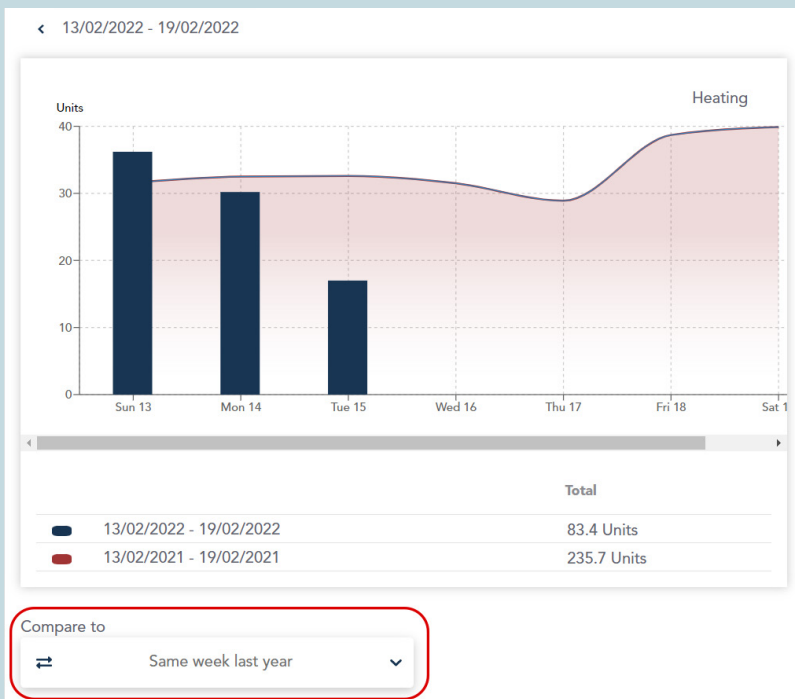 13/02/2022 - 19/02/2022
Heating
Units
40
30
20
10
0
Sun 13 Mon 14 Tue 15 Wed 16 Thu 17 Fri 18 Sat 1
Total
13/02/2022 - 19/02/2022 83.4 Units
13/02/2021 - 19/02/2021 235.7 Units
Compare to
Same week last year